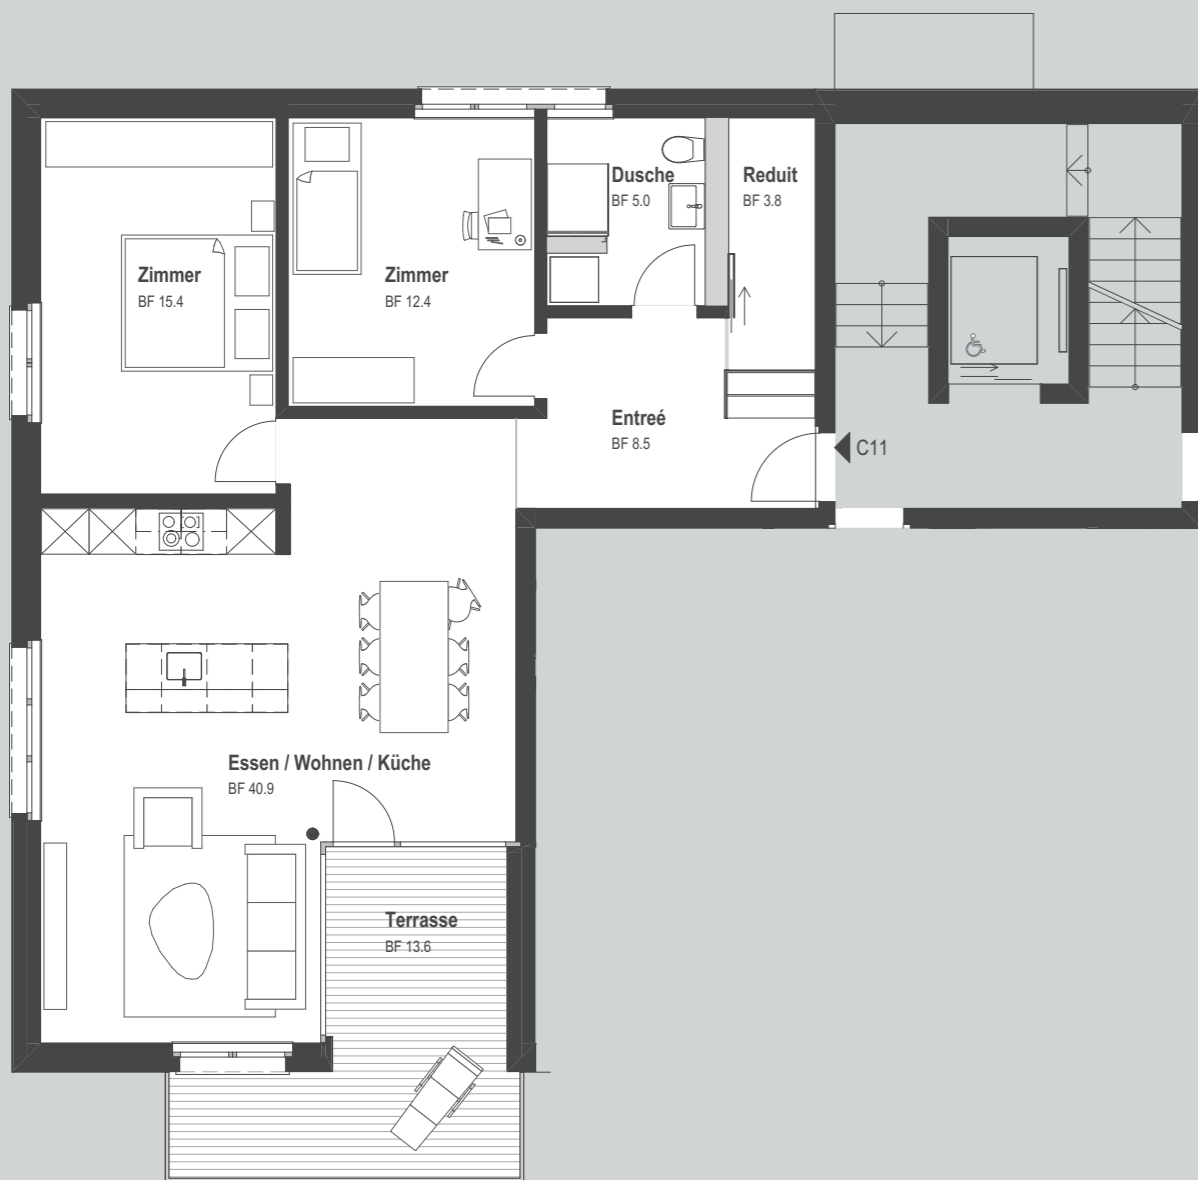 Dusche
BF 5.0
Reduit
BF 3.8
Zimmer
BF 15.4
Zimmer
BF 12.4
Entreé
BF 8.5
C11
Essen / Wohnen / Küche
BF 40.9
Terrasse
BF 13.6